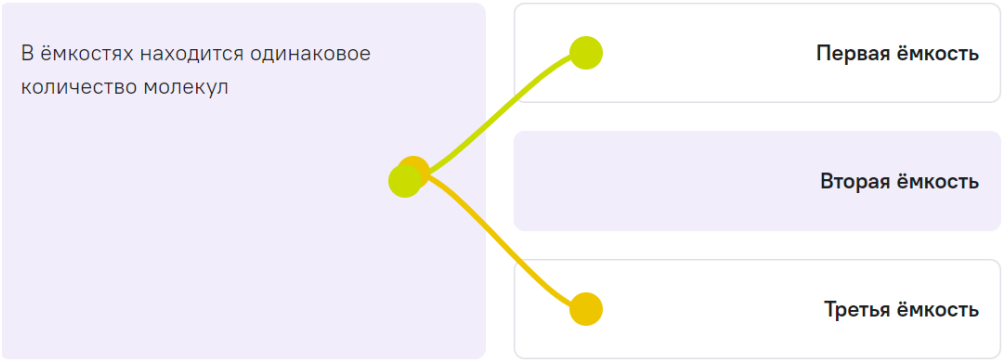 В ёмкостях находится одинаковое
количество молекул
Первая ёмкость
Вторая ёмкость
Третья ёмкость